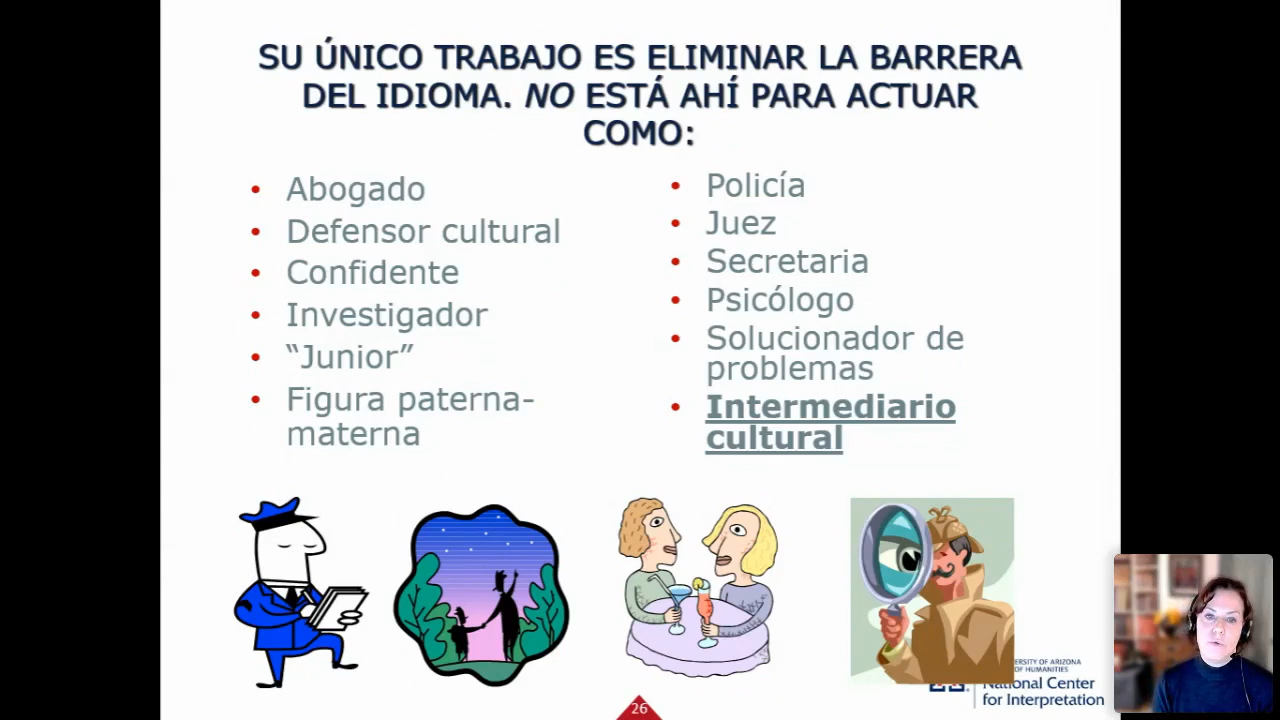 SU ÚNICO TRABAJO ES ELIMINAR LA BARRERA
DEL IDIOMA. NO ESTÁ AHÍ PARA ACTUAR
COMO:
• Abogado
• Defensor cultural
• Confidente
• Investigador
• “Junior”
• Figura paterna-
materna
• Policía
• Juez
• Secretaria
• Psicólogo
• Solucionador de
problemas
• Intermediario
cultural
OF ARIZONA
OF HUMANITIES
National Center
for Interpretation
26